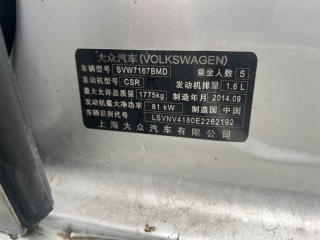 大众汽车(VOLKSWAGEN)
车辆型号 SVW7167BMD 乘坐人数 5
发动机型号 CSR 发动机排量 1.6 L
最大允许总质量 1775kg 制造年月 2014.09
发动机最大净功率 81 kW 制造国 中国
车辆识别代号 LSVNV4180E2262192
上海大众汽车有限公司